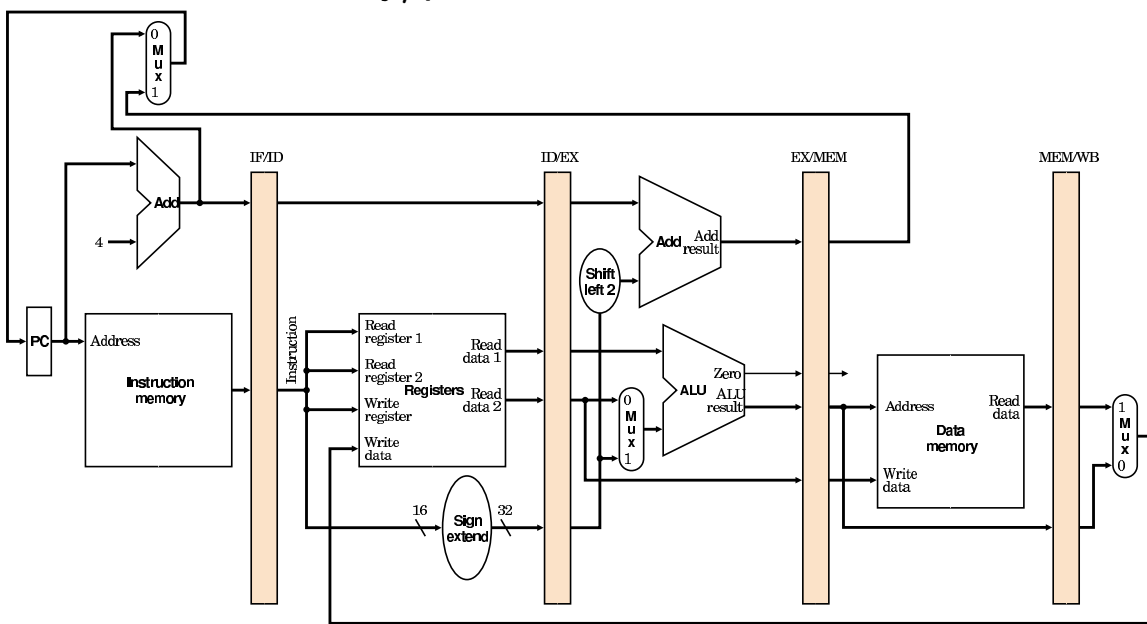 0
M
u
x
1
IF/ID
ID/EX
EX/MEM
MEM/WB
Add
4
Add
Add
result
Shift
left 2
PC
Address
Instruction
memory
Instruction
Read
register 1
Read
register 2
Write
register
Write
data
Registers
Read
data 1
Read
data 2
16
Sign
extend
32
0
M
u
x
1
Zero
ALU
ALU
result
Address
Read
data
Data
memory
Write
data
1
M
u
x
0